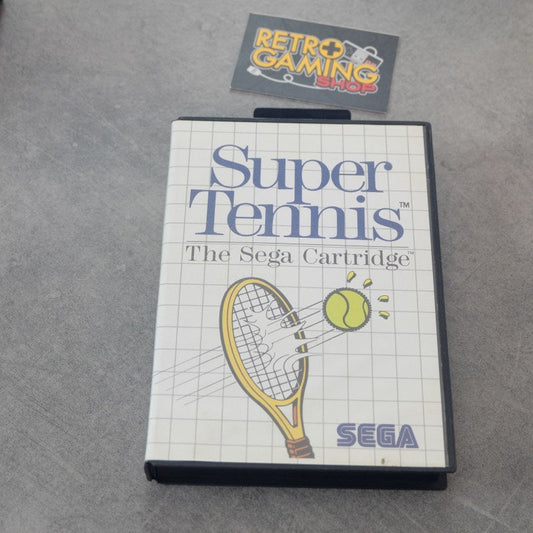 RETRO
GAMING
SHOP
Super
Tennis™
The Sega Cartridge™
SEGA